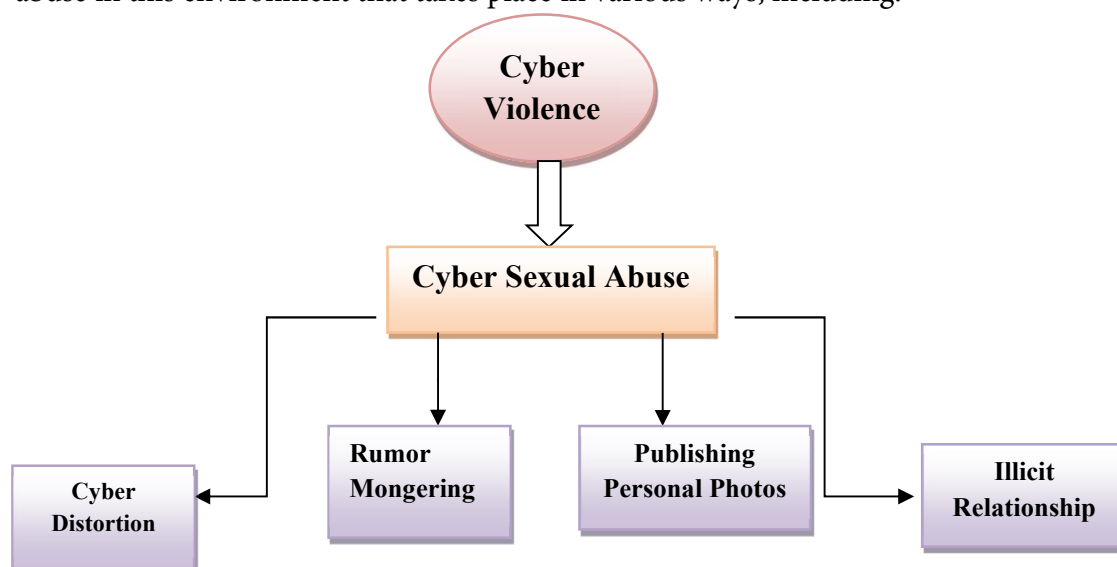 abuse in this environment that takes place in various ways, including:
Cyber
Violence
Cyber Sexual Abuse
Rumor
Mongering
Publishing
Personal Photos
Cyber
Distortion
Illicit
Relationship